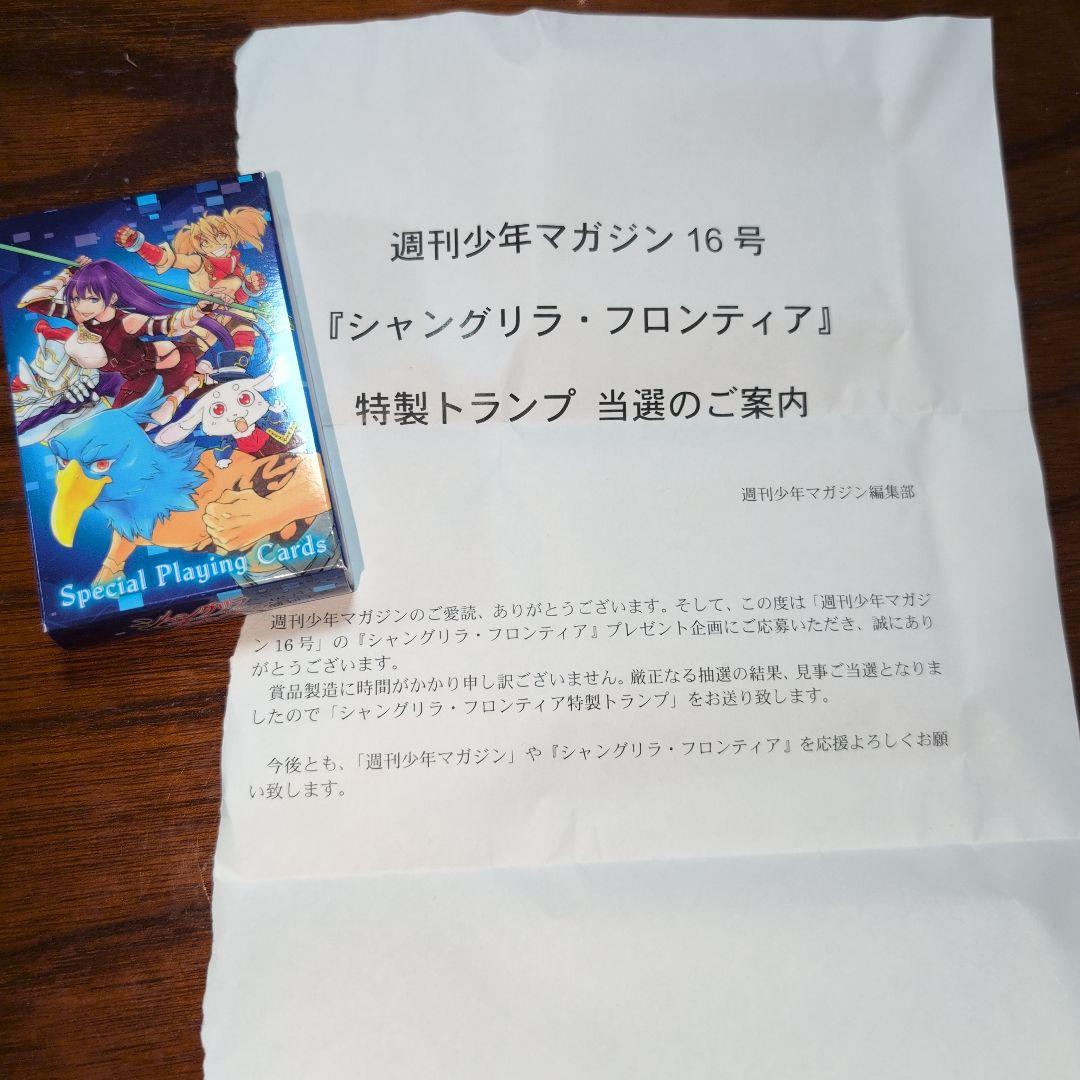 週刊少年マガジン 16 号
『シャングリラ・フロンティア』
特製トランプ 当選のご案内
週刊少年マガジン編集部
週刊少年マガジンのご愛読、ありがとうございます。そして、この度は「週刊少年マガジ
ン 16 号」の『シャングリラ・フロンティア』プレゼント企画にご応募いただき、誠にあり
がとうございます。
賞品製造に時間がかかり申し訳ございません。厳正なる抽選の結果、見事ご当選となりま
したので「シャングリラ・フロンティア特製トランプ」をお送り致します。
今後とも、「週刊少年マガジン」や『シャングリラ・フロンティア』を応援よろしくお願
い致します。
Special Playing Cards